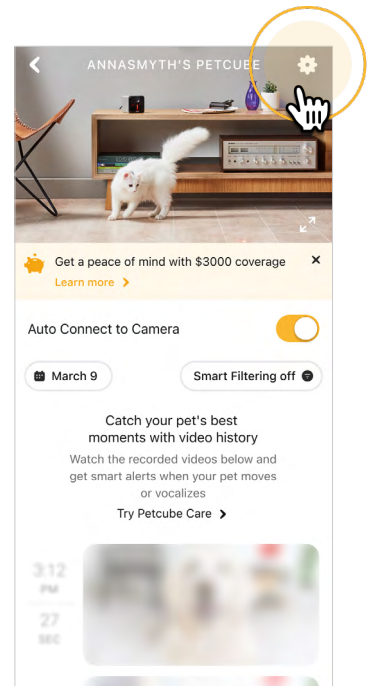 ANNASMYTH'S PETCUBE
Get a peace of mind with $3000 coverage
Learn more
Auto Connect to Camera
March 9
Smart Filtering off
Catch your pet's best
moments with video history
Watch the recorded videos below and
get smart alerts when your pet moves
or vocalizes
Try Petcube Care
3:12
PM
27
SEC